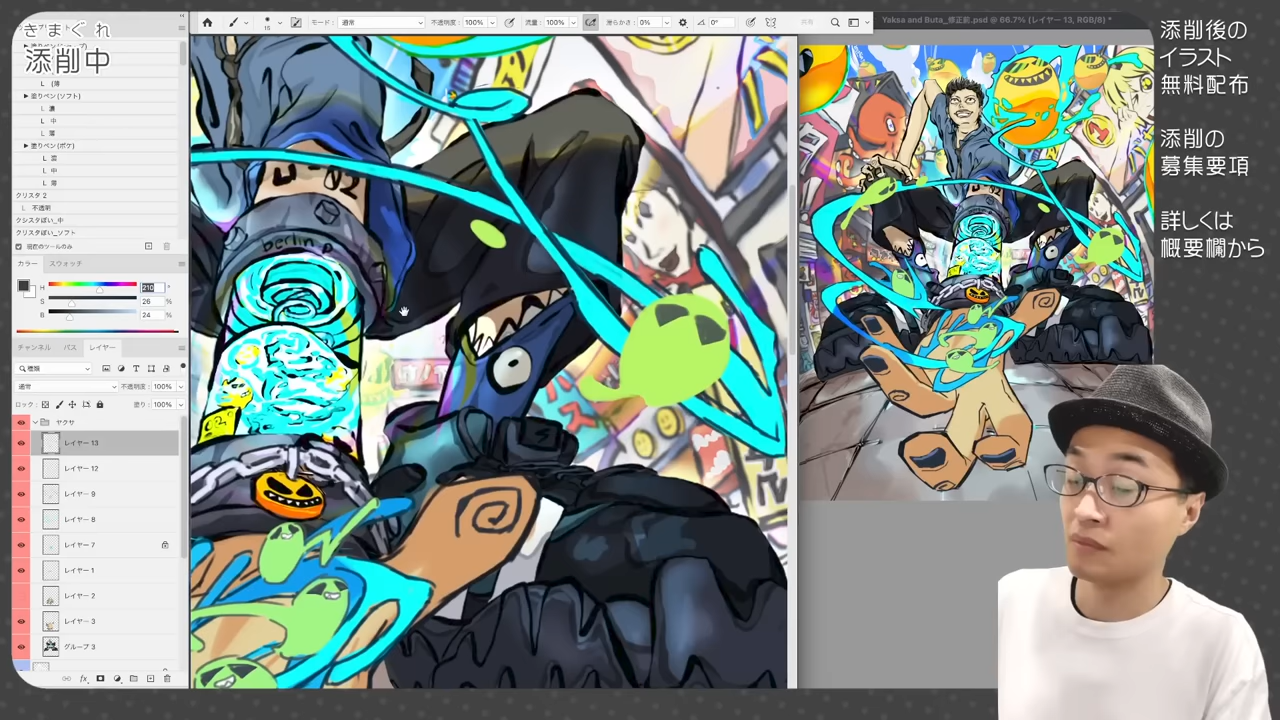 きまぐれ
添削中
モード：
通常
不透明度：
100%
流量：
100%
滑らかさ：
0%
0°
共有
Yaksa and Buta_修正前.psd @ 66.7% (レイヤー 13, RGB/8) *
添削後の
イラスト
無料配布
添削の
募集要項
詳しくは
概要欄から
L
塗りペン(ソフト)
L 濃
L 中
L 薄
塗りペン(ボケ)
L
L 中
L 薄
クリスタ 2
L 不透明
クシスタぽい_中
クリスタぽい_ソフト
現在のツールのみ
カラー
スウォッチ
H
210
°
S
26
%
B
24
%
チャンネル
パス
レイヤー
種類
通常
不透明度：
100%
ロック：
塗り：
100%
ヤクサ
レイヤー 13
レイヤー 12
レイヤー 9
レイヤー 8
レイヤー 7
レイヤー 1
レイヤー 2
レイヤー 3
グループ 3
fx
berlin